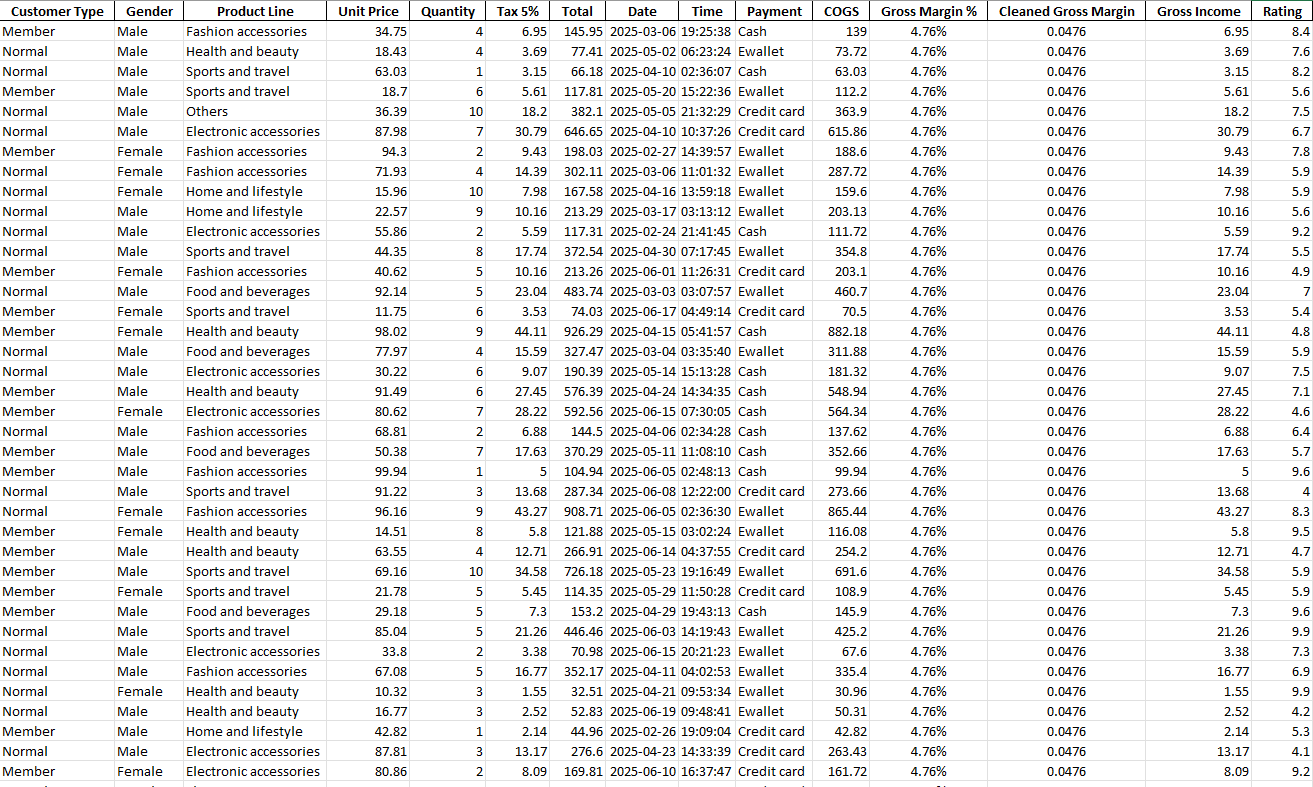 Customer Type Gender Product Line Unit Price Quantity Tax 5% Total Date Time Payment COGS Gross Margin % Cleaned Gross Margin Gross Income Rating
Member Male Fashion accessories 34.75 4 6.95 145.95 2025-03-06 19:25:38 Cash 139 4.76% 0.0476 6.95 8.4
Normal Male Health and beauty 18.43 4 3.69 77.41 2025-05-02 06:23:24 Ewallet 73.72 4.76% 0.0476 3.69 7.6
Normal Male Sports and travel 63.03 1 3.15 66.18 2025-04-10 02:36:07 Cash 63.03 4.76% 0.0476 3.15 8.2
Member Male Sports and travel 18.7 6 5.61 117.81 2025-05-20 15:22:36 Ewallet 112.2 4.76% 0.0476 5.61 5.6
Normal Male Others 36.39 10 18.2 382.1 2025-05-05 21:32:29 Credit card 363.9 4.76% 0.0476 18.2 7.5
Normal Male Electronic accessories 87.98 7 30.79 646.65 2025-04-10 10:37:26 Credit card 615.86 4.76% 0.0476 30.79 6.7
Member Female Fashion accessories 94.3 2 9.43 198.03 2025-02-27 14:39:57 Ewallet 188.6 4.76% 0.0476 9.43 7.8
Normal Female Fashion accessories 71.93 4 14.39 302.11 2025-03-06 11:01:32 Ewallet 287.72 4.76% 0.0476 14.39 5.9
Normal Female Home and lifestyle 15.96 10 7.98 167.58 2025-04-16 13:59:18 Ewallet 159.6 4.76% 0.0476 7.98 5.9
Normal Male Home and lifestyle 22.57 9 10.16 213.29 2025-03-17 03:13:12 Ewallet 203.13 4.76% 0.0476 10.16 5.6
Normal Male Electronic accessories 55.86 2 5.59 117.31 2025-02-24 21:41:45 Cash 111.72 4.76% 0.0476 5.59 9.2
Normal Male Sports and travel 44.35 8 17.74 372.54 2025-04-30 07:17:45 Ewallet 354.8 4.76% 0.0476 17.74 5.5
Member Female Fashion accessories 40.62 5 10.16 213.26 2025-06-01 11:26:31 Credit card 203.1 4.76% 0.0476 10.16 4.9
Normal Male Food and beverages 92.14 5 23.04 483.74 2025-03-03 03:07:57 Ewallet 460.7 4.76% 0.0476 23.04 7
Member Female Sports and travel 11.75 6 3.53 74.03 2025-06-17 04:49:14 Credit card 70.5 4.76% 0.0476 3.53 5.4
Member Female Health and beauty 98.02 9 44.11 926.29 2025-04-15 05:41:57 Cash 882.18 4.76% 0.0476 44.11 4.8
Normal Male Food and beverages 77.97 4 15.59 327.47 2025-03-04 03:35:40 Ewallet 311.88 4.76% 0.0476 15.59 5.9
Normal Male Electronic accessories 30.22 6 9.07 190.39 2025-05-14 15:13:28 Cash 181.32 4.76% 0.0476 9.07 7.5
Member Male Health and beauty 91.49 6 27.45 576.39 2025-04-24 14:34:35 Cash 548.94 4.76% 0.0476 27.45 7.1
Member Female Electronic accessories 80.62 7 28.22 592.56 2025-06-15 07:30:05 Cash 564.34 4.76% 0.0476 28.22 4.6
Normal Male Fashion accessories 68.81 2 6.88 144.5 2025-04-06 02:34:28 Cash 137.62 4.76% 0.0476 6.88 6.4
Member Male Food and beverages 50.38 7 17.63 370.29 2025-05-11 11:08:10 Cash 352.66 4.76% 0.0476 17.63 5.7
Member Male Fashion accessories 99.94 1 5 104.94 2025-06-05 02:48:13 Cash 99.94 4.76% 0.0476 5 9.6
Normal Male Sports and travel 91.22 3 13.68 287.34 2025-06-08 12:22:00 Credit card 273.66 4.76% 0.0476 13.68 4
Normal Female Fashion accessories 96.16 9 43.27 908.71 2025-06-05 02:36:30 Ewallet 865.44 4.76% 0.0476 43.27 8.3
Member Female Health and beauty 14.51 8 5.8 121.88 2025-05-15 03:02:24 Ewallet 116.08 4.76% 0.0476 5.8 9.5
Member Male Health and beauty 63.55 4 12.71 266.91 2025-06-14 04:37:55 Credit card 254.2 4.76% 0.0476 12.71 4.7
Member Male Sports and travel 69.16 10 34.58 726.18 2025-05-23 19:16:49 Ewallet 691.6 4.76% 0.0476 34.58 5.9
Member Female Sports and travel 21.78 5 5.45 114.35 2025-05-29 11:50:28 Credit card 108.9 4.76% 0.0476 5.45 5.9
Member Male Food and beverages 29.18 5 7.3 153.2 2025-04-29 19:43:13 Cash 145.9 4.76% 0.0476 7.3 9.6
Normal Male Sports and travel 85.04 5 21.26 446.46 2025-06-03 14:19:43 Ewallet 425.2 4.76% 0.0476 21.26 9.9
Normal Male Electronic accessories 33.8 2 3.38 70.98 2025-06-15 20:21:23 Ewallet 67.6 4.76% 0.0476 3.38 7.3
Normal Male Fashion accessories 67.08 5 16.77 352.17 2025-04-11 04:02:53 Ewallet 335.4 4.76% 0.0476 16.77 6.9
Normal Female Health and beauty 10.32 3 1.55 32.51 2025-04-21 09:53:34 Ewallet 30.96 4.76% 0.0476 1.55 9.9
Normal Male Health and beauty 16.77 3 2.52 52.83 2025-06-19 09:48:41 Ewallet 50.31 4.76% 0.0476 2.52 4.2
Member Male Home and lifestyle 42.82 1 2.14 44.96 2025-02-26 19:09:04 Credit card 42.82 4.76% 0.0476 2.14 5.3
Normal Male Electronic accessories 87.81 3 13.17 276.6 2025-04-23 14:33:39 Credit card 263.43 4.76% 0.0476 13.17 4.1
Member Female Electronic accessories 80.86 2 8.09 169.81 2025-06-10 16:37:47 Credit card 161.72 4.76% 0.0476 8.09 9.2